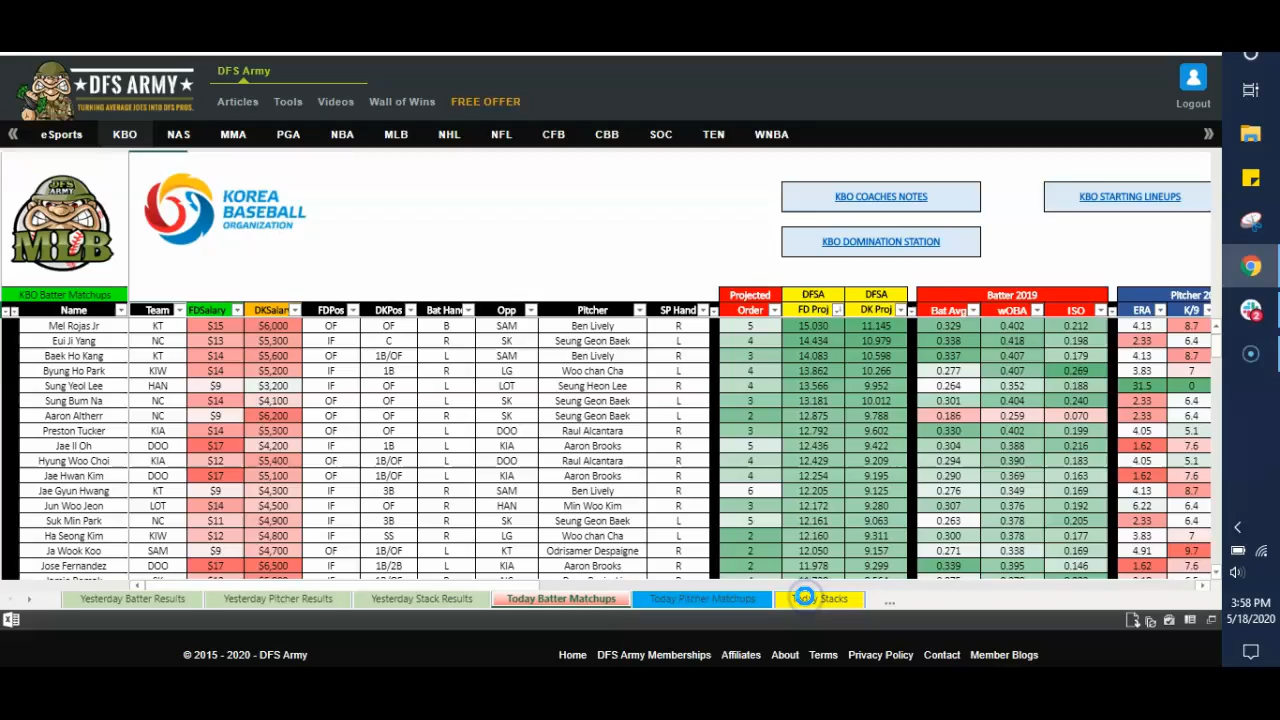 DFS Army
DFS ARMY
TURNING AVERAGE JOES INTO DFS PROS.
Articles Tools Videos Wall of Wins FREE OFFER
Logout
eSports KBO NAS MMA PGA NBA MLB NHL NFL CFB CBB SOC TEN WNBA
DFS ARMY
MLB
KOREA
BASEBALL
ORGANIZATION
KBO COACHES NOTES
KBO STARTING LINEUPS
KBO DOMINATION STATION
KBO Batter Matchups Projected DFSA DFSA Batter 2019 Pitcher 20
Name Team FDSalary DKSalar FDPos DKPos Bat Han Opp Pitcher SP Hand Order FD Proj DK Proj Bat Avg wOBA ISO ERA K/9
Mel Rojas Jr KT $15 $6,000 OF OF B SAM Ben Lively R 5 15.030 11.145 0.329 0.402 0.212 4.13 8.7
Eui Ji Yang NC $13 $5,300 IF C R SK Seung Geon Baek L 4 14.434 10.979 0.338 0.418 0.198 2.33 6.4
Baek Ho Kang KT $14 $5,600 OF 1B/OF L SAM Ben Lively R 3 14.083 10.598 0.337 0.407 0.179 4.13 8.7
Byung Ho Park KIW $14 $5,200 IF 1B R LG Woo chan Cha L 4 13.862 10.266 0.277 0.407 0.269 3.83 7
Sung Yeol Lee HAN $9 $3,200 IF OF L LOT Seung Heon Lee R 4 13.566 9.952 0.264 0.352 0.188 31.5 0
Sung Bum Na NC $14 $4,100 OF OF L SK Seung Geon Baek L 3 13.181 10.012 0.301 0.404 0.240 2.33 6.4
Aaron Altherr NC $9 $6,200 OF OF R SK Seung Geon Baek L 2 12.875 9.788 0.186 0.259 0.070 2.33 6.4
Preston Tucker KIA $14 $5,300 OF OF L DOO Raul Alcantara R 3 12.792 9.602 0.330 0.402 0.199 4.05 5.1
Jae Il Oh DOO $17 $4,200 IF 1B L KIA Aaron Brooks R 5 12.436 9.422 0.304 0.388 0.216 1.62 7.6
Hyung Woo Choi KIA $12 $5,400 OF 1B/OF L DOO Raul Alcantara R 4 12.429 9.209 0.294 0.390 0.183 4.05 5.1
Jae Hwan Kim DOO $17 $5,100 OF 1B/OF L KIA Aaron Brooks R 4 12.254 9.195 0.290 0.369 0.163 1.62 7.6
Jae Gyun Hwang KT $9 $4,300 IF 3B R SAM Ben Lively R 6 12.205 9.125 0.276 0.349 0.169 4.13 8.7
Jun Woo Jeon LOT $14 $4,500 IF OF R HAN Min Woo Kim R 3 12.172 9.280 0.307 0.376 0.192 6.22 6.4
Suk Min Park NC $11 $4,900 IF 3B R SK Seung Geon Baek L 5 12.161 9.063 0.263 0.378 0.205 2.33 6.4
Ha Seong Kim KIW $12 $4,800 IF SS R LG Woo chan Cha L 2 12.160 9.311 0.300 0.378 0.177 3.83 7
Ja Wook Koo SAM $9 $4,700 OF 1B/OF L KT Odrisamer Despaigne R 2 12.050 9.157 0.271 0.338 0.169 4.91 9.7
Jose Fernandez DOO $17 $6,500 IF 1B/2B L KIA Aaron Brooks R 2 11.978 9.299 0.339 0.395 0.146 1.62 7.6
Yesterday Batter Results Yesterday Pitcher Results Yesterday Stack Results Today Batter Matchups Today Pitcher Matchups Today Stacks ...
3:58 PM
5/18/2020
© 2015 - 2020 - DFS Army Home DFS Army Memberships Affiliates About Terms Privacy Policy Contact Member Blogs